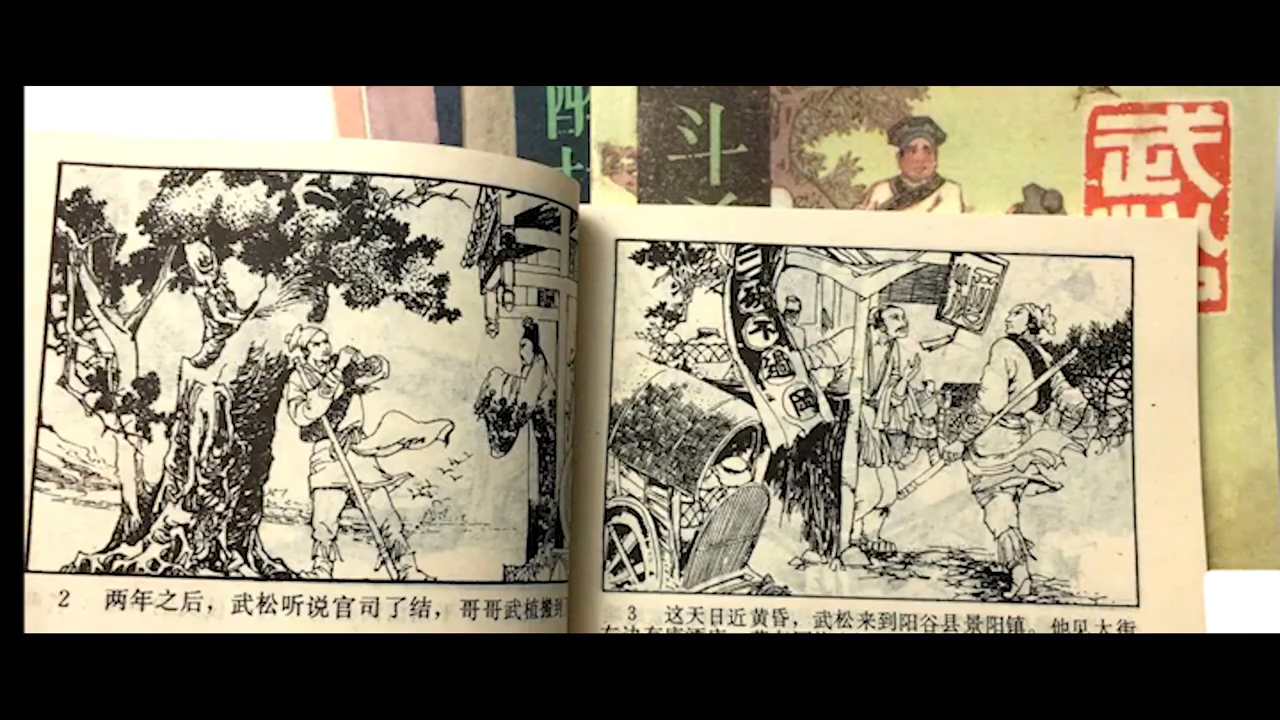 斗
武
三碗不過岡
酒
2 两年之后，武松听说官司了结，哥哥武植搬到
3 这天日近黄昏，武松来到阳谷县景阳镇。他见大街